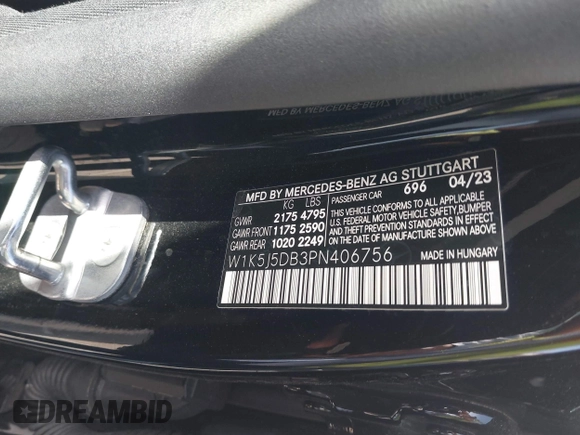 MFD BY MERCEDES-BENZ AG STUTTGART
KG LBS PASSENGER CAR 696 04/23
GVWR 2175 4795
GAWR FRONT 1175 2590
GAWR REAR 1020 2249
THIS VEHICLE CONFORMS TO ALL APPLICABLE
U.S. FEDERAL MOTOR VEHICLE SAFETY,BUMPER
AND THEFT PREVENTION STANDARDS IN EFFECT
ON THE DATE OF MANUFACTURE SHOWN ABOVE.
W1K5J5DB3PN406756 MADE IN HUNGARY
DREAMBID